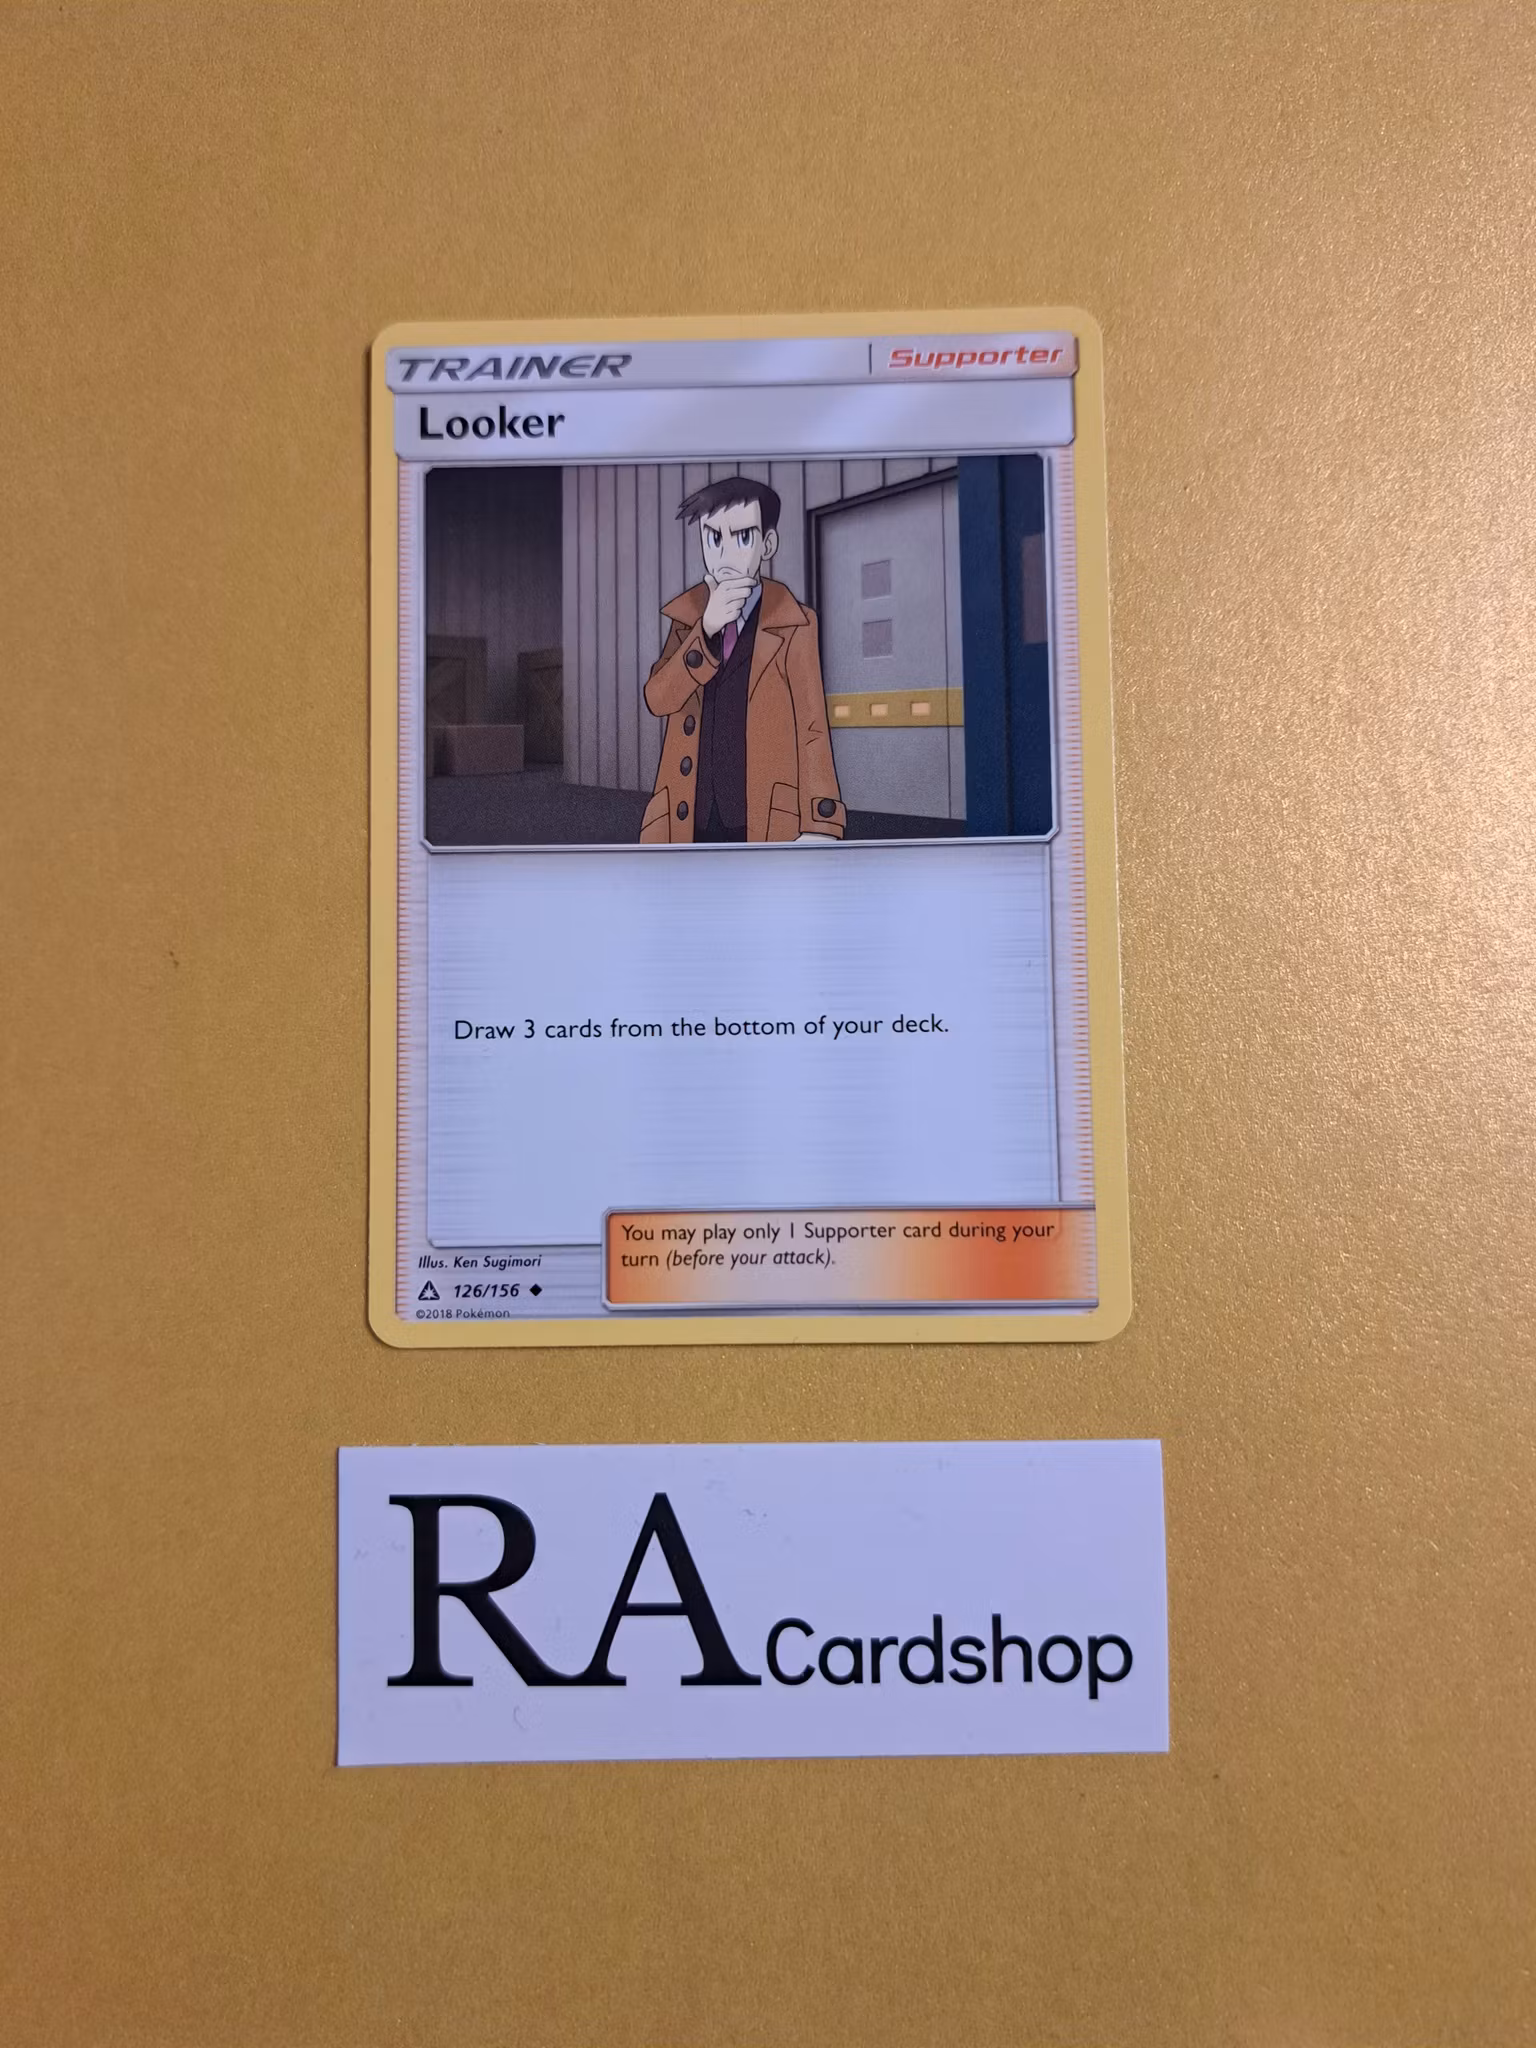 TRAINER
Supporter
Looker
Draw 3 cards from the bottom of your deck.
You may play only 1 Supporter card during your
turn (before your attack).
Illus. Ken Sugimori
126/156
©2018 Pokémon
RA Cardshop